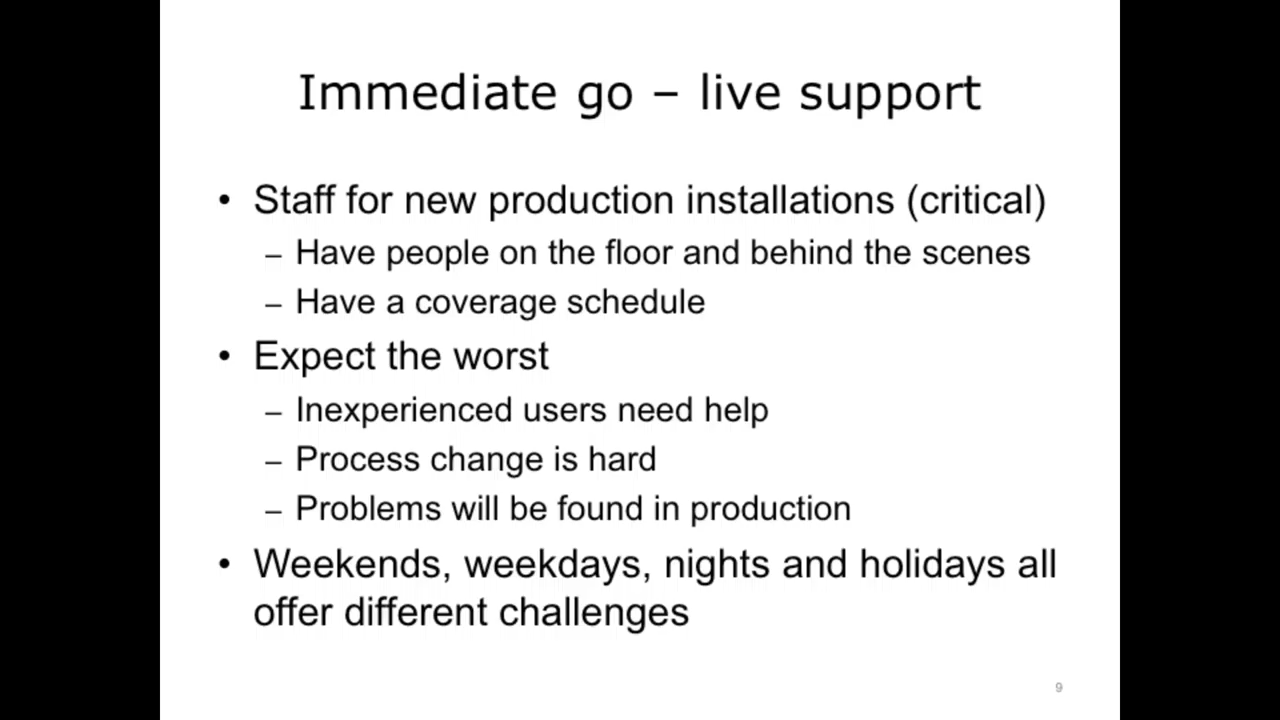 Immediate go – live support
• Staff for new production installations (critical)
– Have people on the floor and behind the scenes
– Have a coverage schedule
• Expect the worst
– Inexperienced users need help
– Process change is hard
– Problems will be found in production
• Weekends, weekdays, nights and holidays all
offer different challenges
9